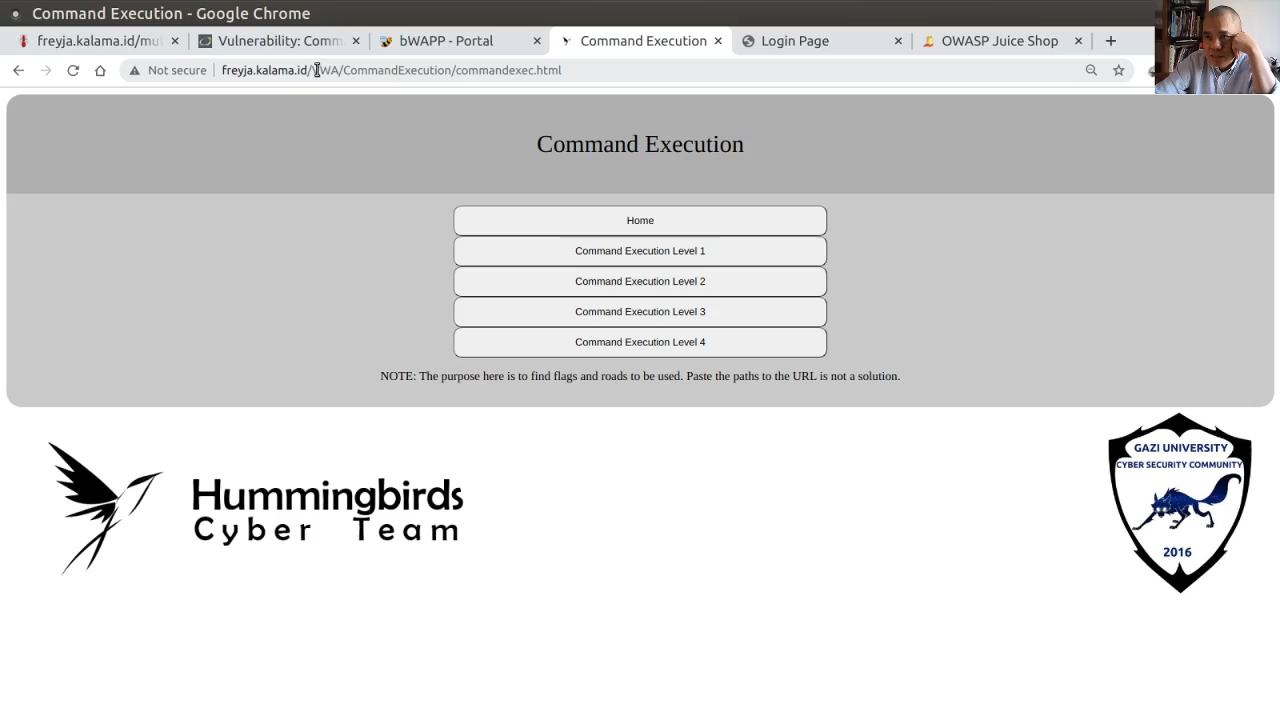 Command Execution - Google Chrome
freyja.kalama.id/mut
Vulnerability: Comm
bWAPP - Portal
Command Execution
Login Page
OWASP Juice Shop
Not secure
freyja.kalama.id/VWA/CommandExecution/commandexec.html
Command Execution
Home
Command Execution Level 1
Command Execution Level 2
Command Execution Level 3
Command Execution Level 4
NOTE: The purpose here is to find flags and roads to be used. Paste the paths to the URL is not a solution.
Hummingbirds
Cyber Team
GAZI UNIVERSITY
CYBER SECURITY COMMUNITY
2016